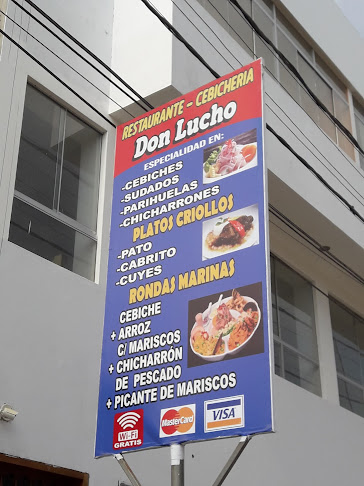 RESTAURANTE - CEBICHERIA
Don Lucho
ESPECIALIDAD EN:
-CEBICHES
-SUDADOS
-PARIHUELAS
-CHICHARRONES
PLATOS CRIOLLOS
-PATO
-CABRITO
-CUYES
RONDAS MARINAS
CEBICHE
+ ARROZ
C/ MARISCOS
+ CHICHARRÓN
DE PESCADO
+ PICANTE DE MARISCOS
Wi-Fi
GRATIS
MasterCard
VISA